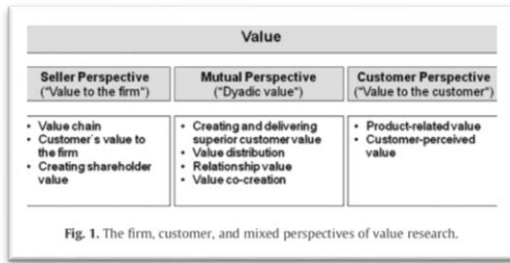 Value
Seller Perspective
("Value to the firm")
Mutual Perspective
("Dyadic value")
Customer Perspective
("Value to the customer")
• Value chain
• Customer´s value to
the firm
• Creating shareholder
value
• Creating and delivering
superior customer value
• Value distribution
• Relationship value
• Value co-creation
• Product-related value
• Customer-perceived
value
Fig. 1. The firm, customer, and mixed perspectives of value research.